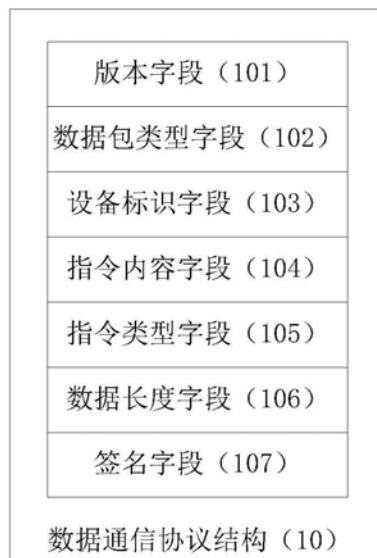 版本字段（101）
数据包类型字段（102）
设备标识字段（103）
指令内容字段（104）
指令类型字段（105）
数据长度字段（106）
签名字段（107）
数据通信协议结构（10）